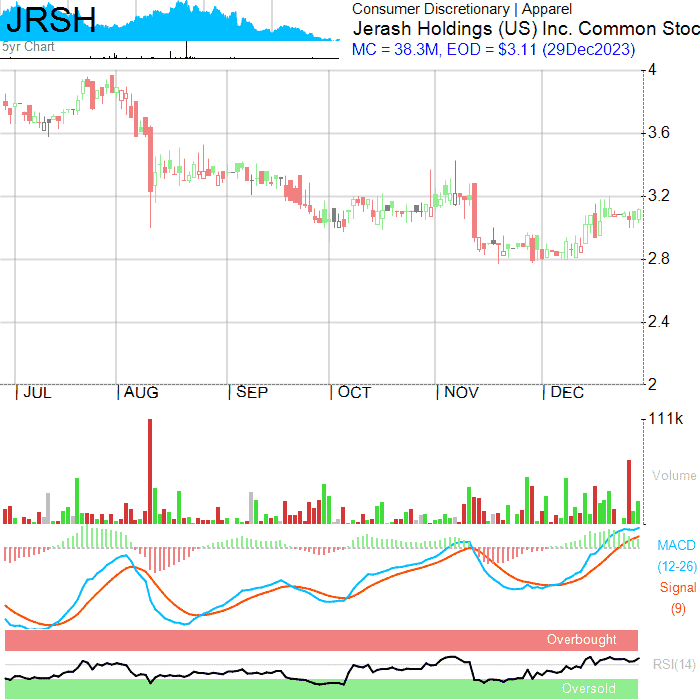 JRSH
5yr Chart
Consumer Discretionary | Apparel
Jerash Holdings (US) Inc. Common Stoc
MC = 38.3M, EOD = $3.11 (29Dec2023)
4
3.6
3.2
2.8
2.4
2
JUL AUG SEP OCT NOV DEC
111k
Volume
MACD
(12-26)
Signal
(9)
Overbought
RSI(14)
Oversold